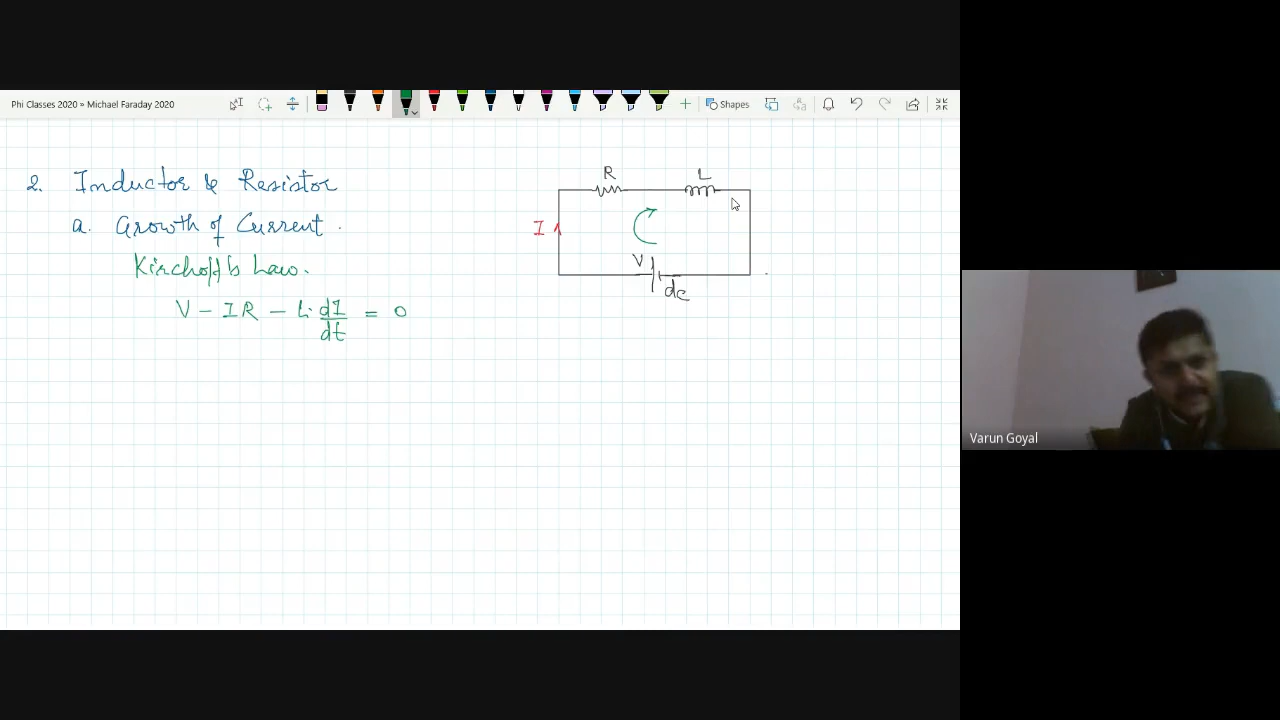 Phi Classes 2020 » Michael Faraday 2020
Shapes
2. Inductor & Resistor
a. Growth of Current.
Kirchoff's Law.
V - IR - L dI/dt = 0
R
L
I
V
dc
Varun Goyal